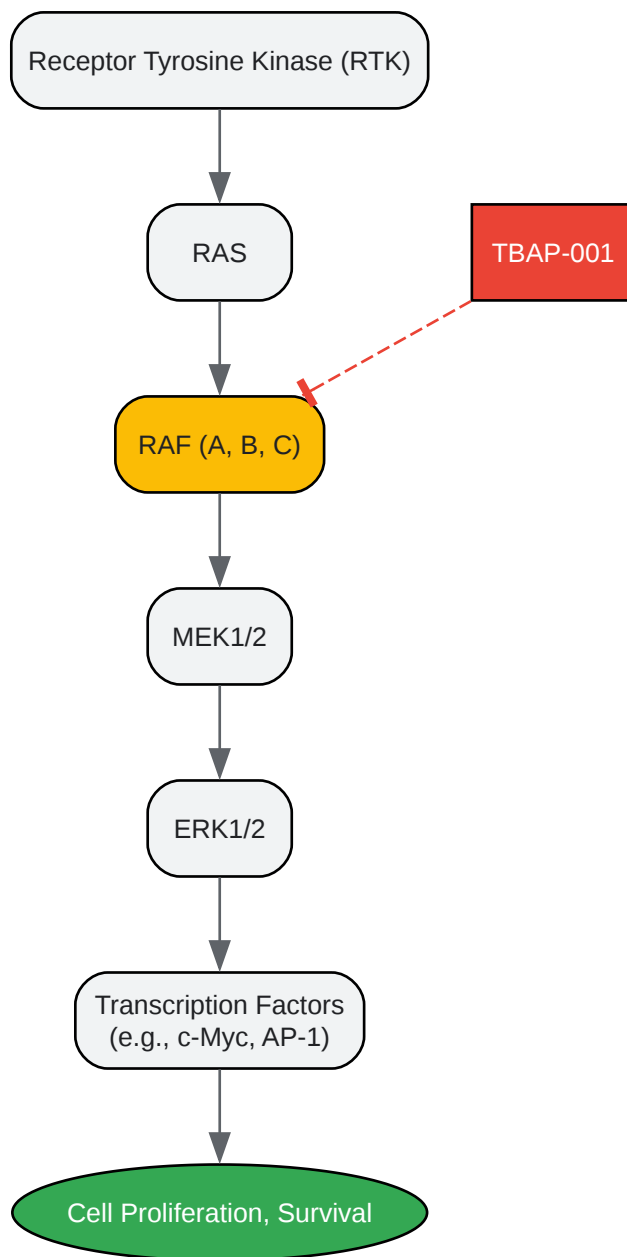 Receptor Tyrosine Kinase (RTK)
RAS
TBAP-001
RAF (A, B, C)
MEK1/2
ERK1/2
Transcription Factors
(e.g., c-Myc, AP-1)
Cell Proliferation, Survival